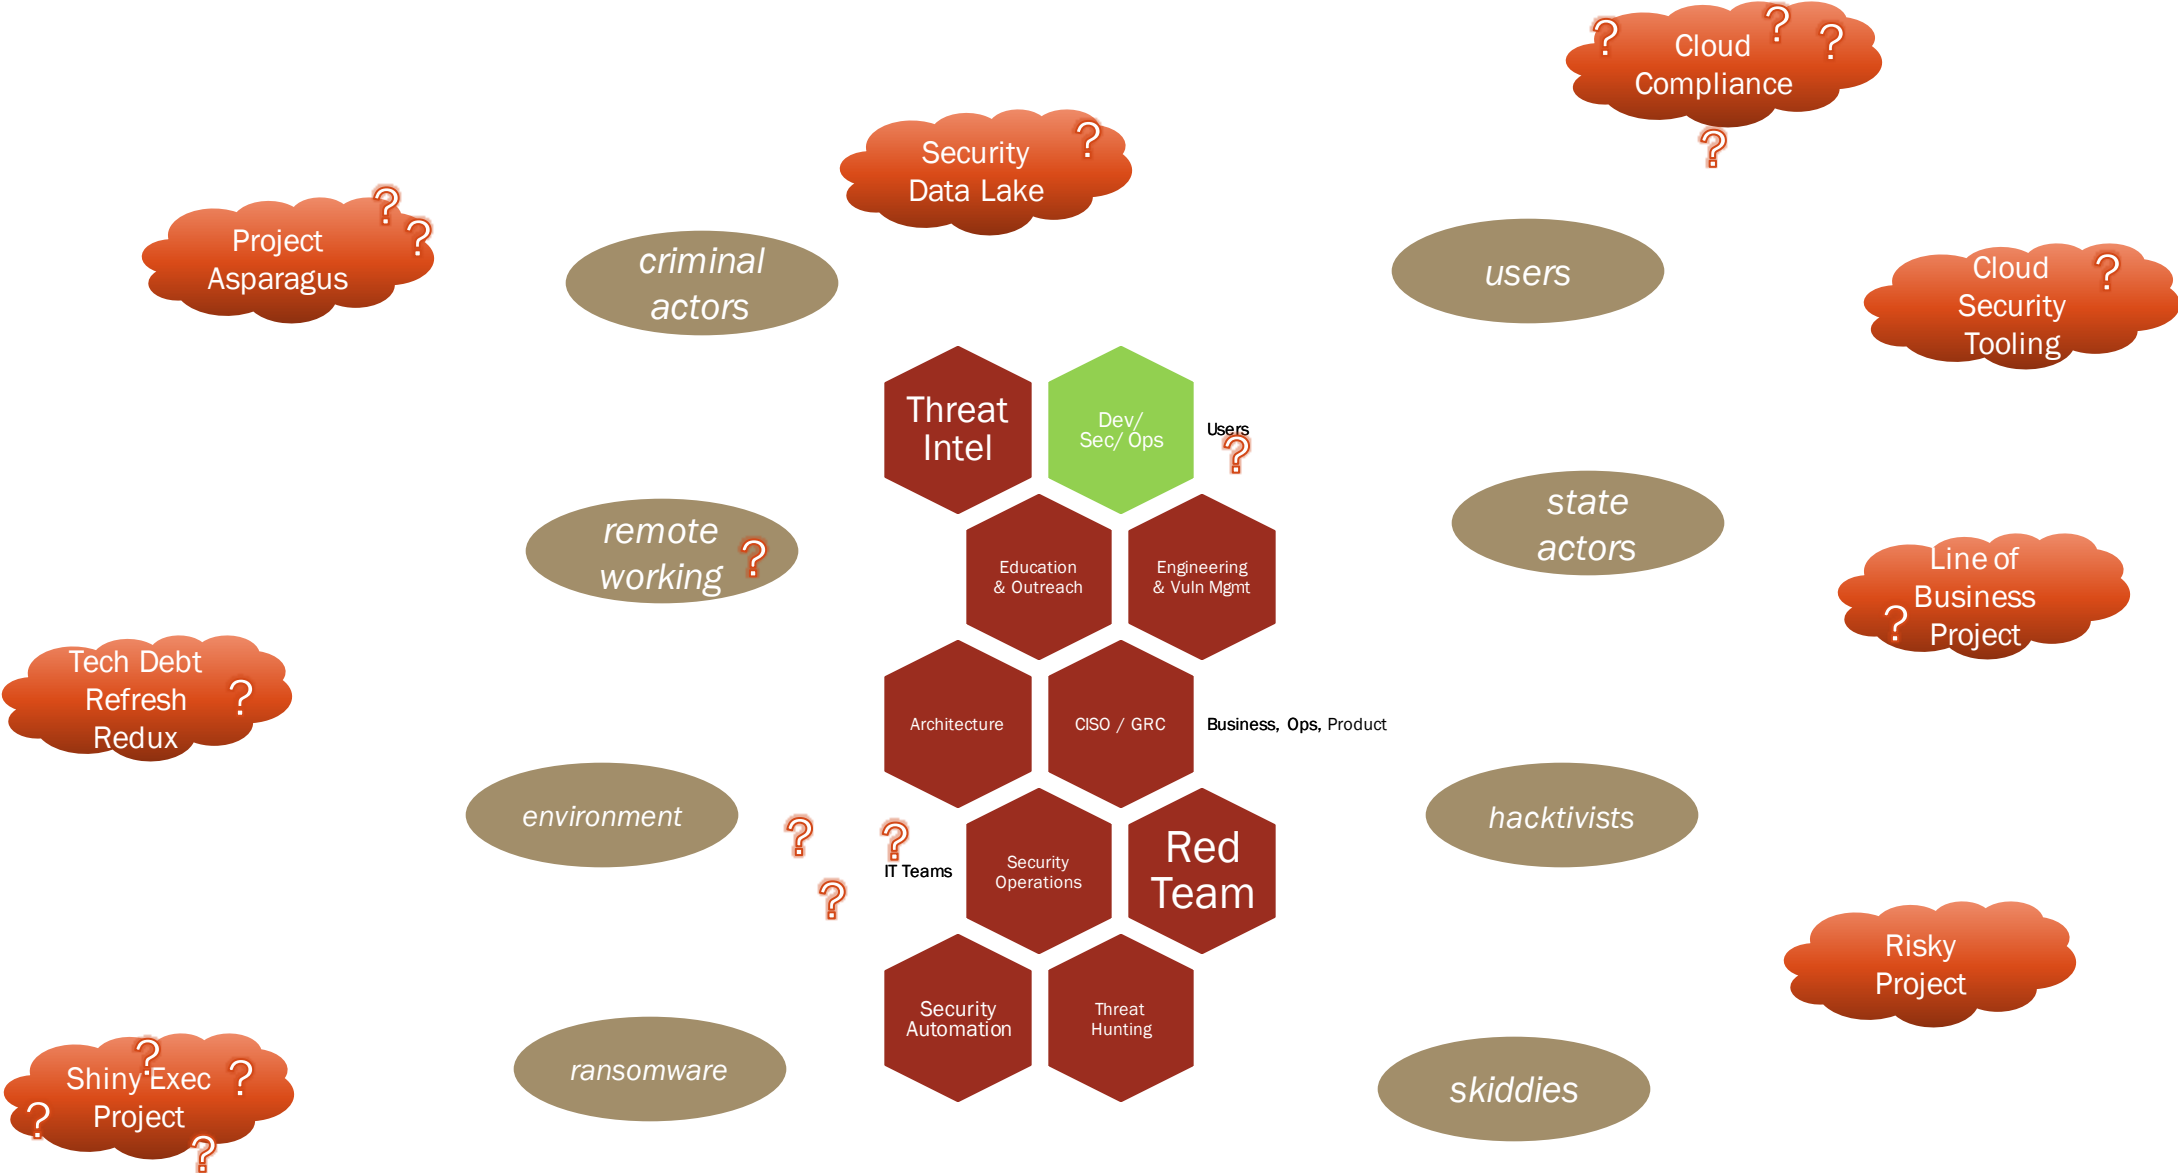 ? ? ?
Cloud
Compliance
?
Security
Data Lake
?
Project
Asparagus
? ?
criminal
actors
users
Cloud
Security
Tooling
?
Threat
Intel
Dev/
Sec/Ops
Users
?
remote
working
?
Education
& Outreach
Engineering
& Vuln Mgmt
state
actors
Line of
Business
Project
?
Tech Debt
Refresh
Redux
?
Architecture
CISO / GRC
Business, Ops, Product
environment
? ? ?
IT Teams
Security
Operations
Red
Team
hacktivists
Risky
Project
Shiny Exec
Project
? ? ? ?
ransomware
Security
Automation
Threat
Hunting
skiddies